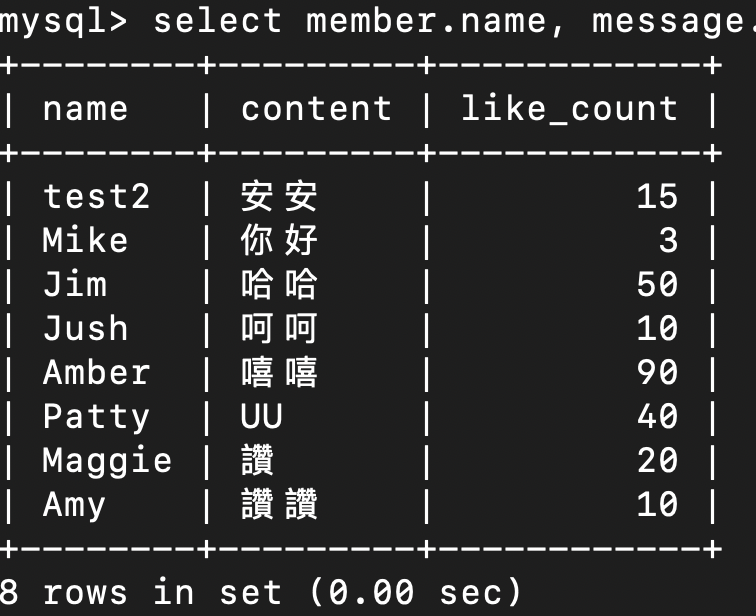 mysql> select member.name, message.
+--------+---------+------------+
| name   | content | like_count |
+--------+---------+------------+
| test2  | 安安    |         15 |
| Mike   | 你好    |          3 |
| Jim    | 哈哈    |         50 |
| Jush   | 呵呵    |         10 |
| Amber  | 嘻嘻    |         90 |
| Patty  | UU      |         40 |
| Maggie | 讚      |         20 |
| Amy    | 讚讚    |         10 |
+--------+---------+------------+
8 rows in set (0.00 sec)